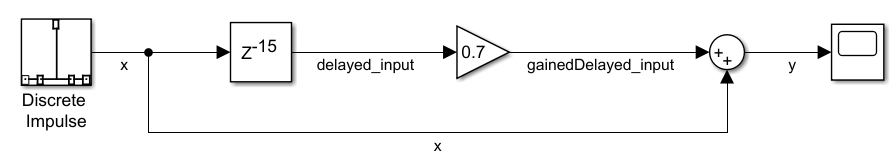 Discrete
Impulse
x
Z-15
delayed_input
0.7
gainedDelayed_input
+
+
y
x